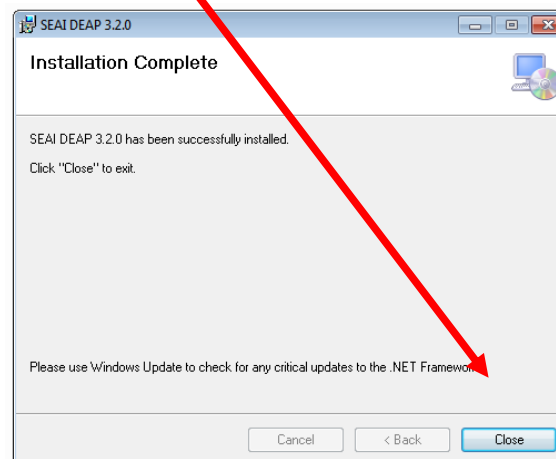 SEAI DEAP 3.2.0
Installation Complete
SEAI DEAP 3.2.0 has been successfully installed.
Click "Close" to exit.
Please use Windows Update to check for any critical updates to the .NET Framework.
Cancel
< Back
Close